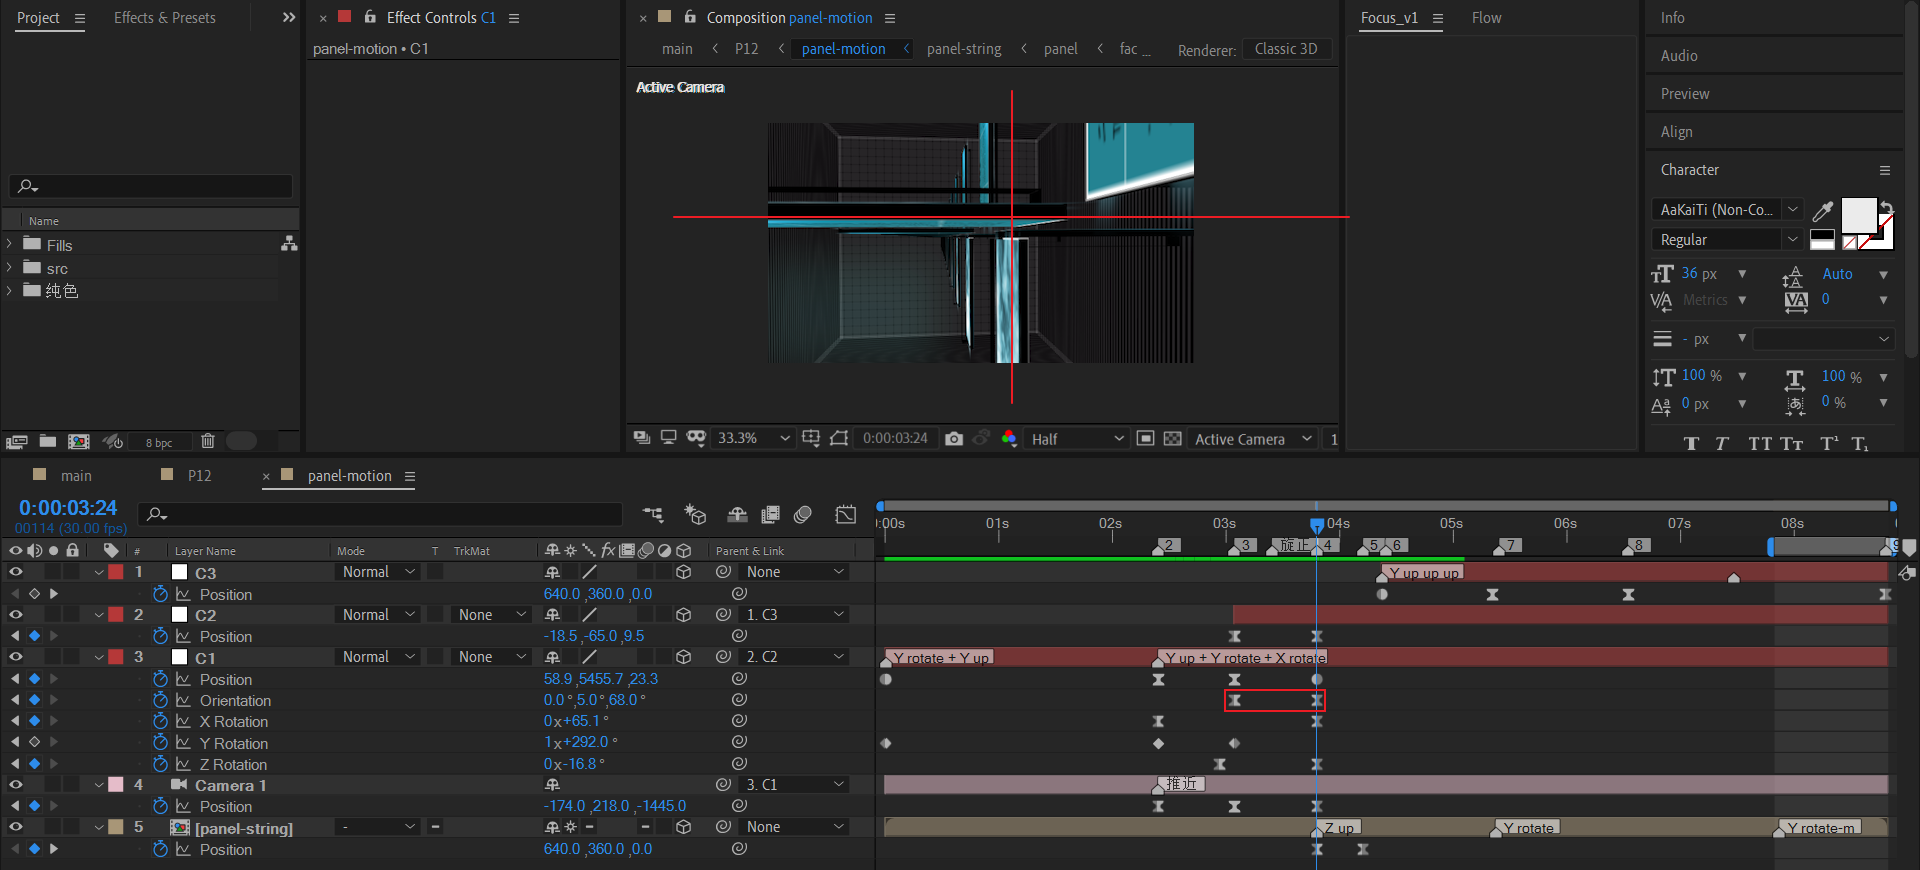 Project
Effects & Presets
Effect Controls C1
Composition panel-motion
Focus_v1
Flow
Info
panel-motion • C1
main
P12
panel-motion
panel-string
panel
fac ...
Renderer:
Classic 3D
Audio
Active Camera
Preview
Align
Character
AaKaiTi (Non-Co...
Regular
Name
Fills
src
纯色
36 px
Auto
Metrics
0
- px
100 %
100 %
0 px
0 %
8 bpc
33.3%
0:00:03:24
Half
Active Camera
1
main
P12
panel-motion
0:00:03:24
00114 (30.00 fps)
:00s
01s
02s
03s
04s
05s
06s
07s
08s
2
3
旋止
4
5
6
7
8
9
#
Layer Name
Mode
T
TrkMat
Parent & Link
1
C3
Normal
None
Y up up up
Position
640.0,360.0,0.0
2
C2
Normal
None
1. C3
Position
-18.5,-65.0,9.5
3
C1
Normal
None
2. C2
Y rotate + Y up
Y up + Y rotate + X rotate
Position
58.9,5455.7,23.3
Orientation
0.0°,5.0°,68.0°
X Rotation
0x+65.1°
Y Rotation
1x+292.0°
Z Rotation
0x-16.8°
4
Camera 1
3. C1
推近
Position
-174.0,218.0,-1445.0
5
[panel-string]
-
None
Z up
Y rotate
Y rotate-m
Position
640.0,360.0,0.0